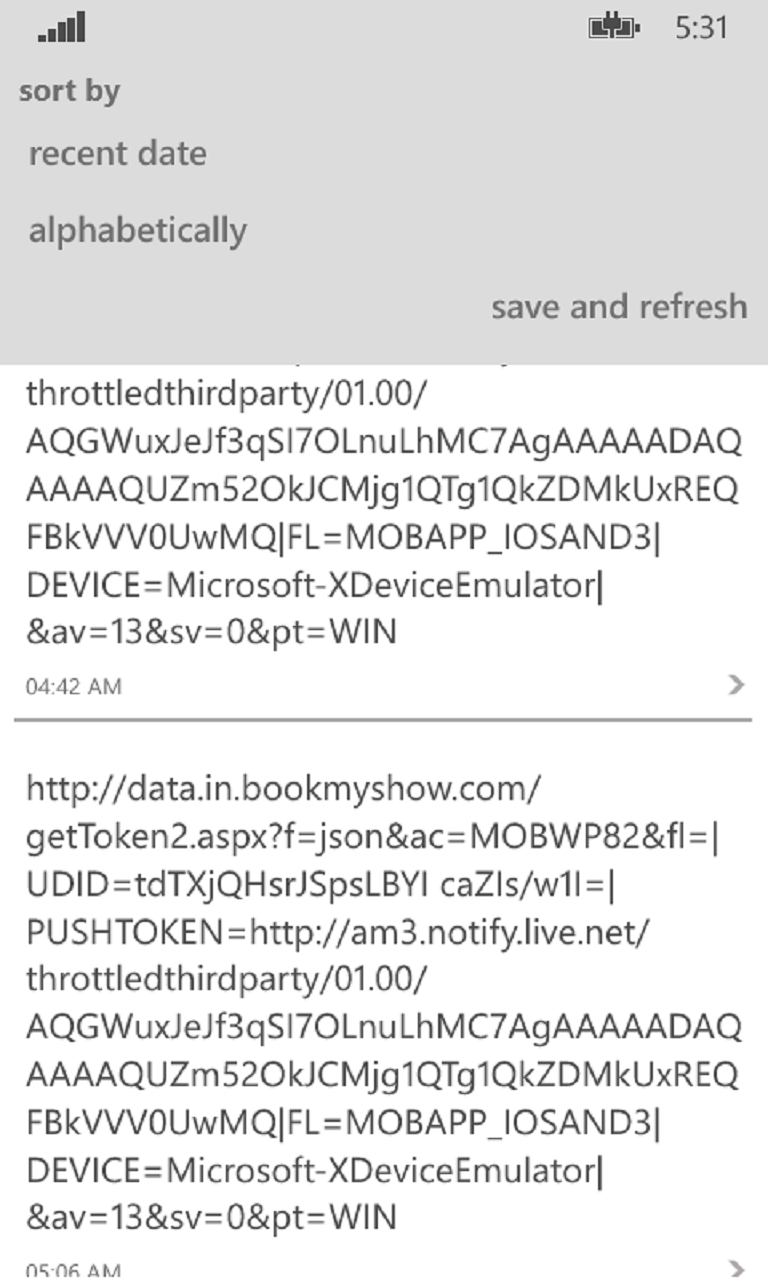 5:31
sort by
recent date
alphabetically
save and refresh
throttledthirdparty/01.00/
AQGWuxJeJf3qSI7OLnuLhMC7AgAAAAADAQ
AAAAQUZm52OkJCMjg1QTg1QkZDMkUxREQ
FBkVVV0UwMQ|FL=MOBAPP_IOSAND3|
DEVICE=Microsoft-XDeviceEmulator|
&av=13&sv=0&pt=WIN
04:42 AM
http://data.in.bookmyshow.com/
getToken2.aspx?f=json&ac=MOBWP82&fl=|
UDID=tdTXjQHsrJSpsLBYI caZIs/w1I=|
PUSHTOKEN=http://am3.notify.live.net/
throttledthirdparty/01.00/
AQGWuxJeJf3qSI7OLnuLhMC7AgAAAAADAQ
AAAAQUZm52OkJCMjg1QTg1QkZDMkUxREQ
FBkVVV0UwMQ|FL=MOBAPP_IOSAND3|
DEVICE=Microsoft-XDeviceEmulator|
&av=13&sv=0&pt=WIN
05:06 AM